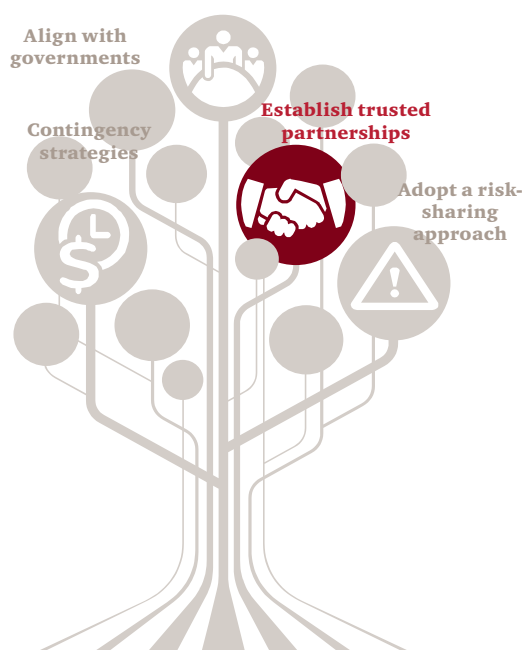 Align with
governments
Establish trusted
partnerships
Contingency
strategies
Adopt a risk-
sharing
approach